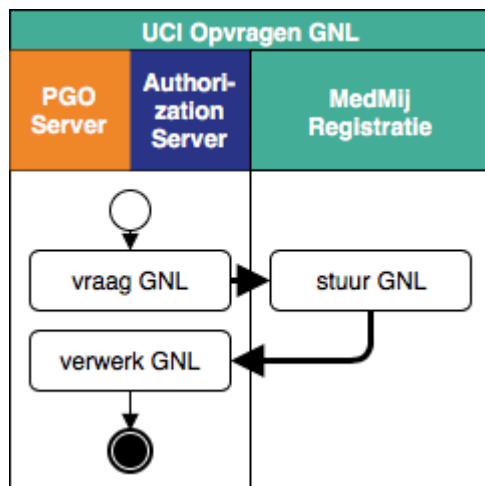 UCI Opvragen GNL
PGO
Server
Authori-
zation
Server
MedMij
Registratie
vraag GNL
stuur GNL
verwerk GNL